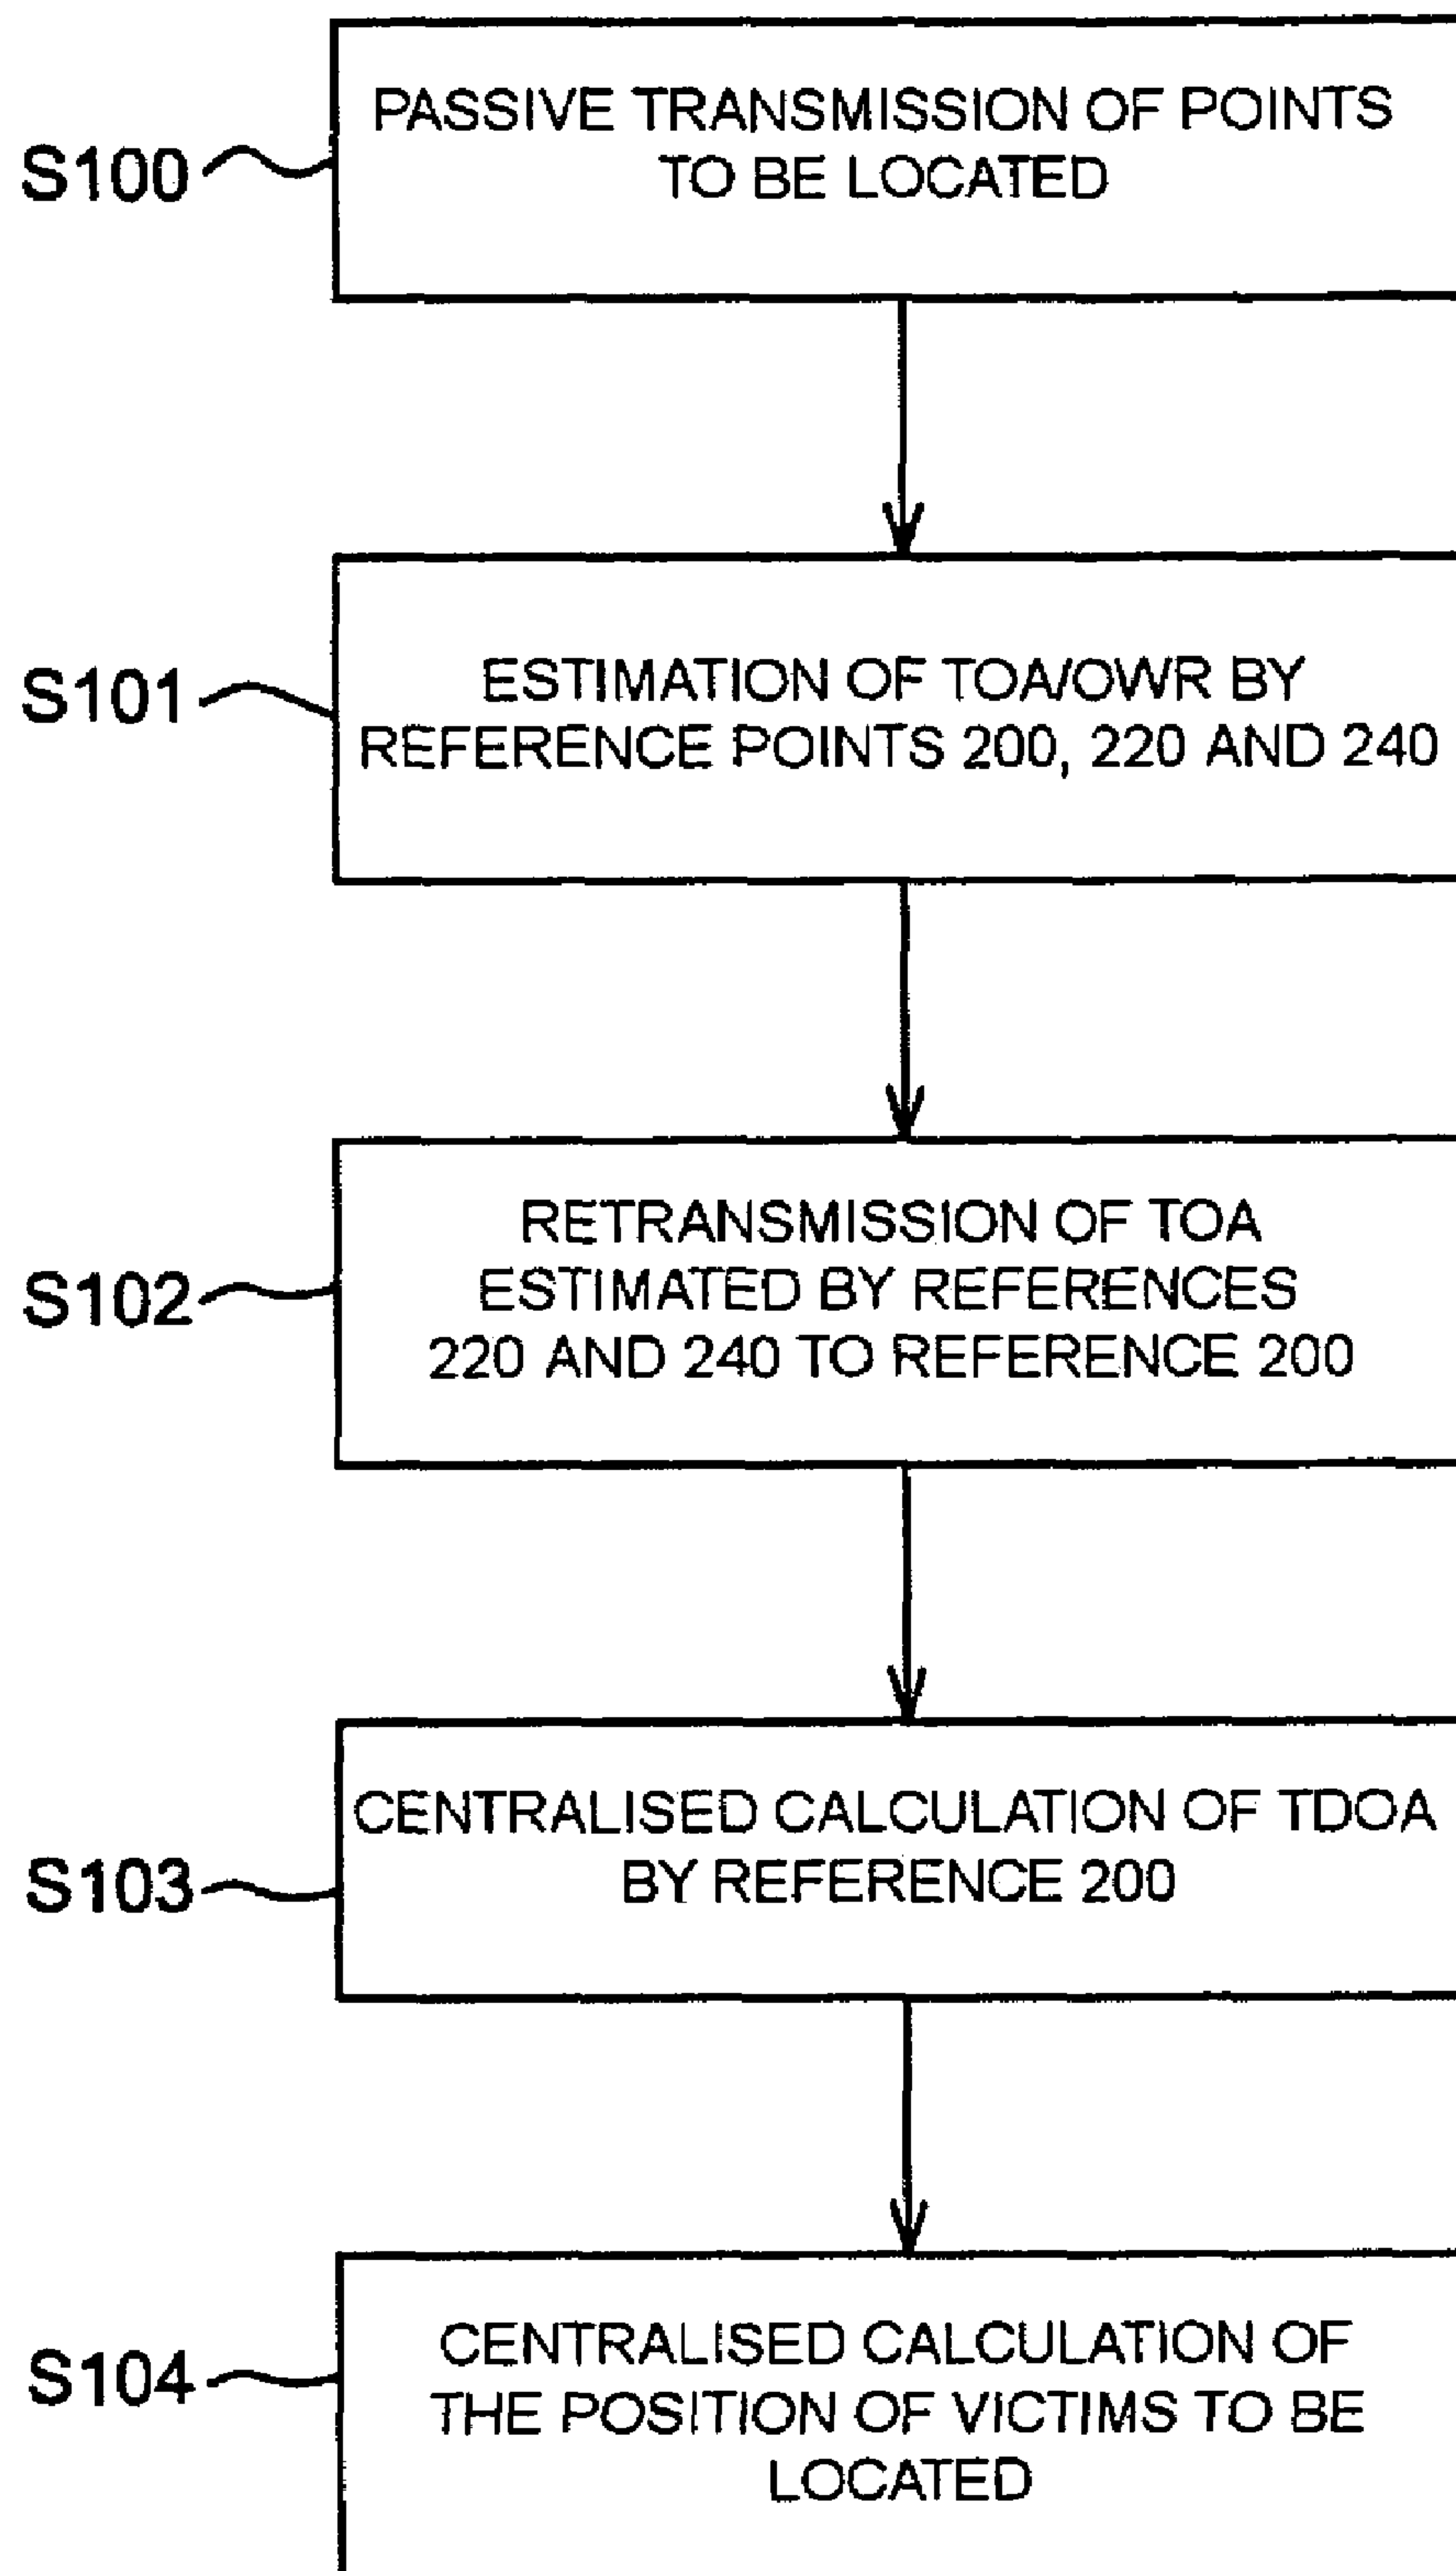 S100
PASSIVE TRANSMISSION OF POINTS
TO BE LOCATED
S101
ESTIMATION OF TOA/OWR BY
REFERENCE POINTS 200, 220 AND 240
S102
RETRANSMISSION OF TOA
ESTIMATED BY REFERENCES
220 AND 240 TO REFERENCE 200
S103
CENTRALISED CALCULATION OF TDOA
BY REFERENCE 200
S104
CENTRALISED CALCULATION OF
THE POSITION OF VICTIMS TO BE
LOCATED